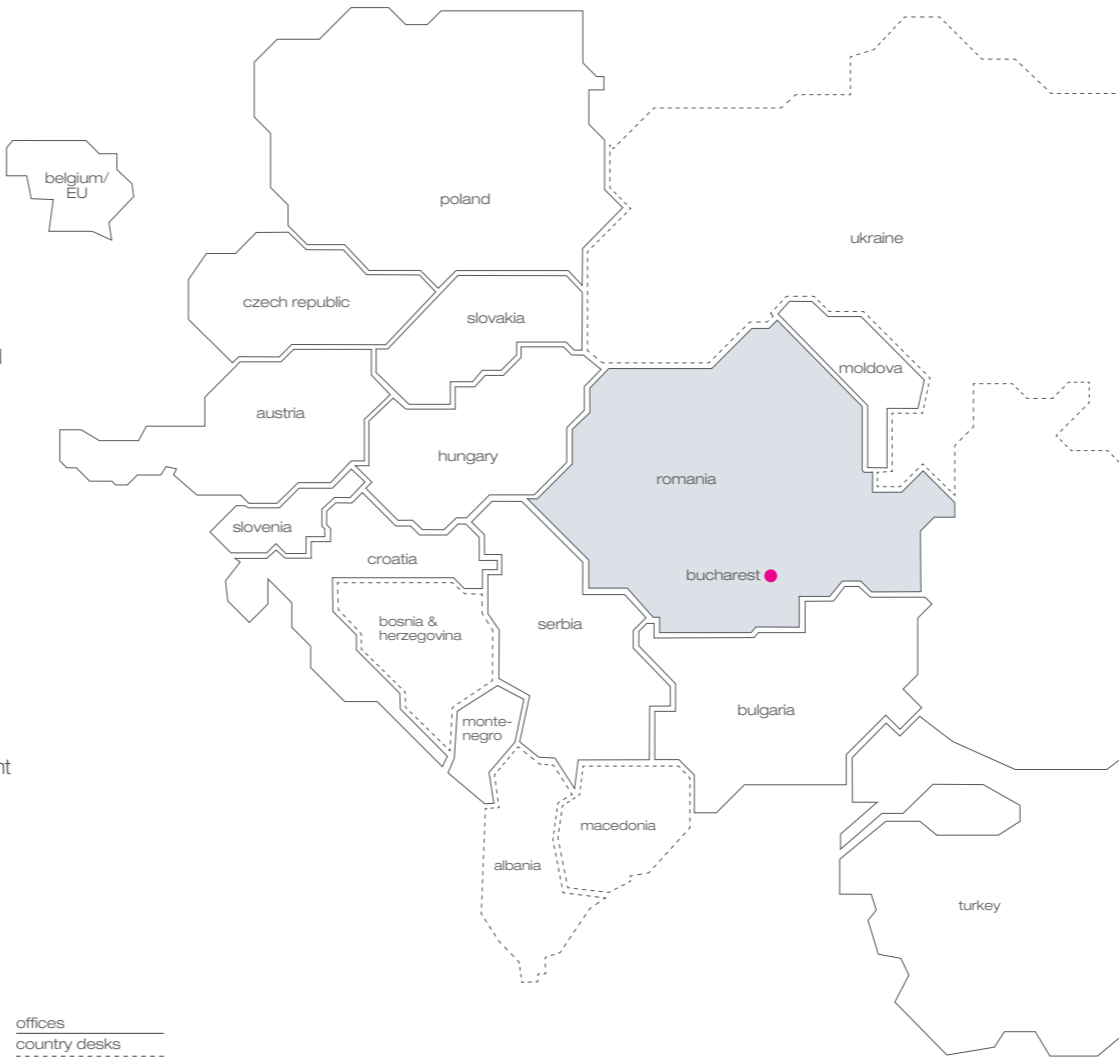 belgium/
EU
poland
ukraine
czech republic
slovakia
moldova
austria
hungary
romania
slovenia
croatia
bucharest
bosnia &
herzegovina
serbia
monte-
negro
bulgaria
nt
macedonia
albania
turkey
offices
country desks